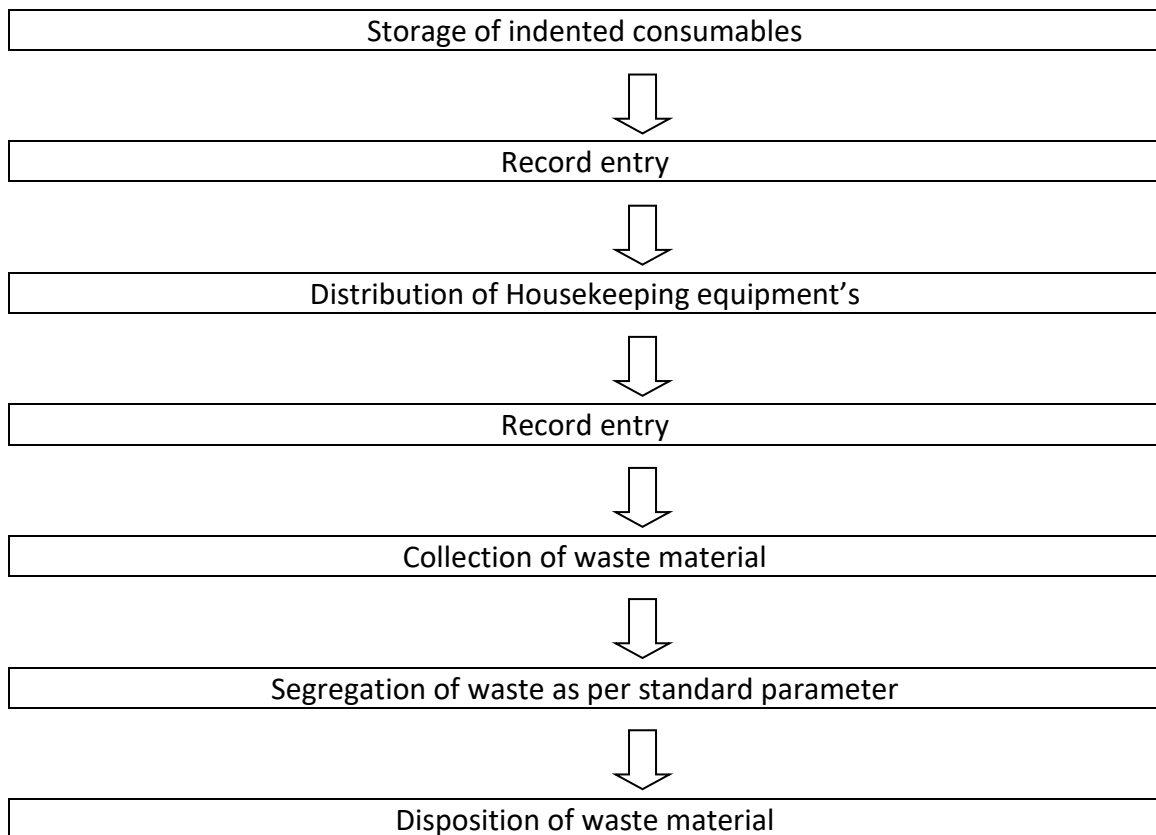 Storage of indented consumables
Record entry
Distribution of Housekeeping equipment’s
Record entry
Collection of waste material
Segregation of waste as per standard parameter
Disposition of waste material